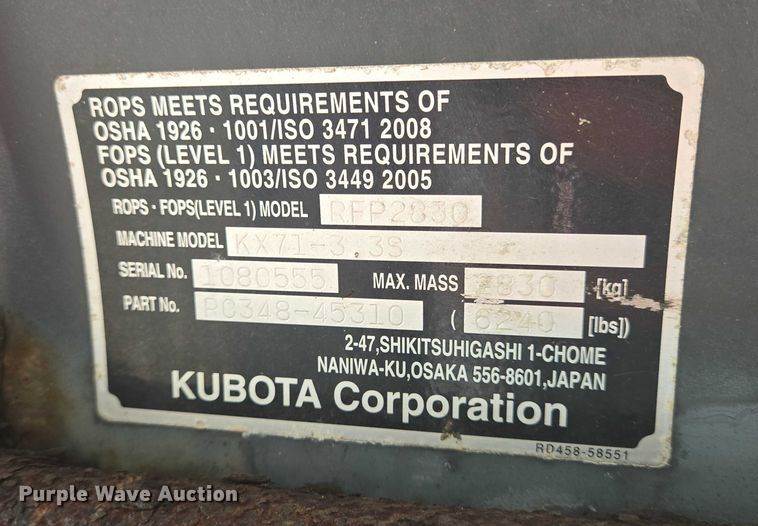 ROPS MEETS REQUIREMENTS OF
OSHA 1926 · 1001/ISO 3471 2008
FOPS (LEVEL 1) MEETS REQUIREMENTS OF
OSHA 1926 · 1003/ISO 3449 2005
ROPS · FOPS(LEVEL 1) MODEL RFP2830
MACHINE MODEL KX71-3.3S
SERIAL No. 1080555 MAX. MASS 2830 [kg]
PART No. RC348-45310 ( 6240 [lbs])
2-47,SHIKITSUHIGASHI 1-CHOME
NANIWA-KU,OSAKA 556-8601,JAPAN
KUBOTA Corporation
RD458-58551
Purple Wave Auction